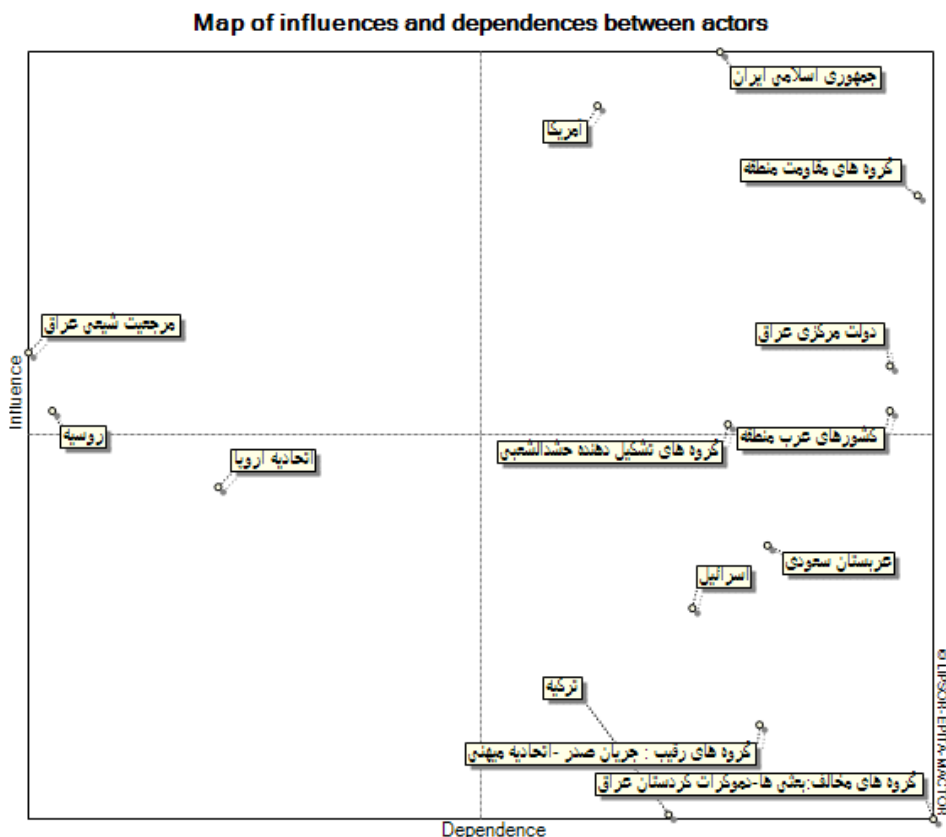 Map of influences and dependences between actors
جمهوری اسلامی ایران
آمریکا
گروه های مقاومت منطقه
مرجعیت شیعی عراق
دولت مرکزی عراق
Influence
روسیه
کشورهای عرب منطقه
گروه های تشکیل دهنده حشدالشعبی
اتحادیه اروپا
عربستان سعودی
اسرائیل
ترکیه
گروه های رقیب : جریان صدر -اتحادیه میهنی
گروه های مخالف:بعثی ها-دموکرات کردستان عراق
Dependence
© LIPSOR-EPITA-MACTOR